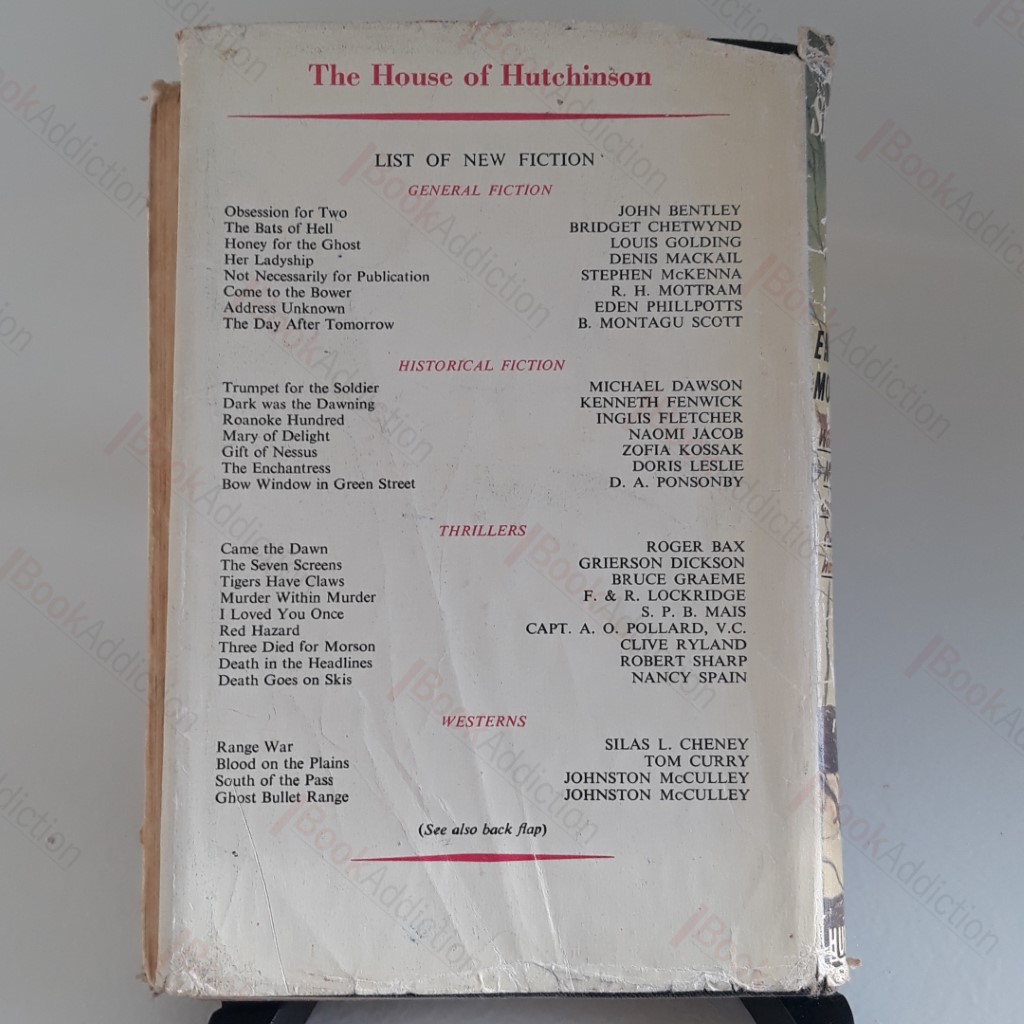 The House of Hutchinson
LIST OF NEW FICTION
GENERAL FICTION
Obsession for Two JOHN BENTLEY
The Bats of Hell BRIDGET CHETWYND
Honey for the Ghost LOUIS GOLDING
Her Ladyship DENIS MACKAIL
Not Necessarily for Publication STEPHEN McKENNA
Come to the Bower R. H. MOTTRAM
Address Unknown EDEN PHILLPOTTS
The Day After Tomorrow B. MONTAGU SCOTT
HISTORICAL FICTION
Trumpet for the Soldier MICHAEL DAWSON
Dark was the Dawning KENNETH FENWICK
Roanoke Hundred INGLIS FLETCHER
Mary of Delight NAOMI JACOB
Gift of Nessus ZOFIA KOSSAK
The Enchantress DORIS LESLIE
Bow Window in Green Street D. A. PONSONBY
THRILLERS
Came the Dawn ROGER BAX
The Seven Screens GRIERSON DICKSON
Tigers Have Claws BRUCE GRAEME
Murder Within Murder F. & R. LOCKRIDGE
I Loved You Once S. P. B. MAIS
Red Hazard CAPT. A. O. POLLARD, V.C.
Three Died for Morson CLIVE RYLAND
Death in the Headlines ROBERT SHARP
Death Goes on Skis NANCY SPAIN
WESTERNS
Range War SILAS L. CHENEY
Blood on the Plains TOM CURRY
South of the Pass JOHNSTON McCULLEY
Ghost Bullet Range JOHNSTON McCULLEY
(See also back flap)
BookAddiction